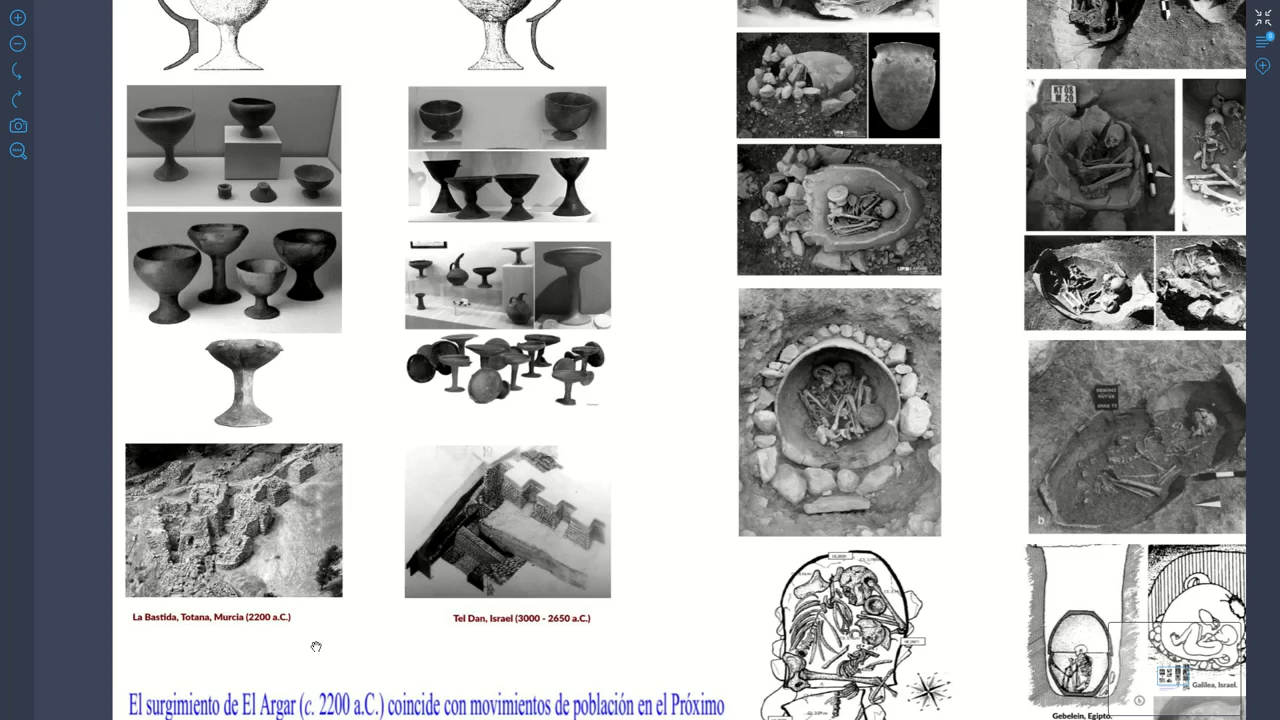 KT 08
M 26
b
La Bastida, Totana, Murcia (2200 a.C.)
Tel Dan, Israel (3000 - 2650 a.C.)
Galilea, Israel.
Gebelein, Egipto.
El surgimiento de El Argar (c. 2200 a.C.) coincide con movimientos de población en el Próximo